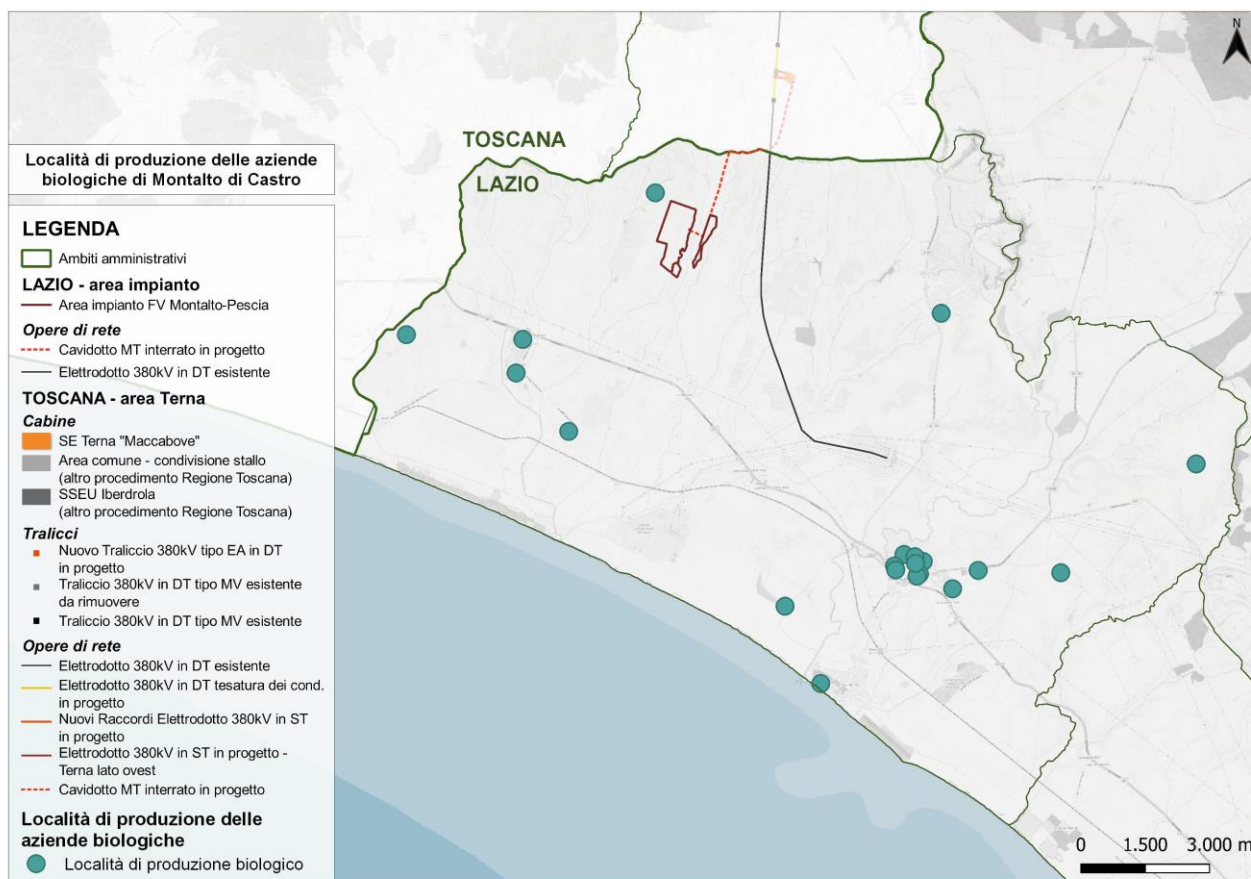 Località di produzione delle aziende
biologiche di Montalto di Castro
LEGENDA
Ambiti amministrativi
LAZIO - area impianto
Area impianto FV Montalto-Pescia
Opere di rete
Cavidotto MT interrato in progetto
Elettrodotto 380kV in DT esistente
TOSCANA - area Terna
Cabine
SE Terna "Maccabove"
Area comune - condivisione stallo
(altro procedimento Regione Toscana)
SSEU Iberdrola
(altro procedimento Regione Toscana)
Tralicci
Nuovo Traliccio 380kV tipo EA in DT
in progetto
Traliccio 380kV in DT tipo MV esistente
da rimuovere
Traliccio 380kV in DT tipo MV esistente
Opere di rete
Elettrodotto 380kV in DT esistente
Elettrodotto 380kV in DT tesatura dei cond.
in progetto
Nuovi Raccordi Elettrodotto 380kV in ST
in progetto
Elettrodotto 380kV in ST in progetto -
Terna lato ovest
Cavidotto MT interrato in progetto
Località di produzione delle
aziende biologiche
Località di produzione biologico
TOSCANA
LAZIO
N
0 1.500 3.000 m